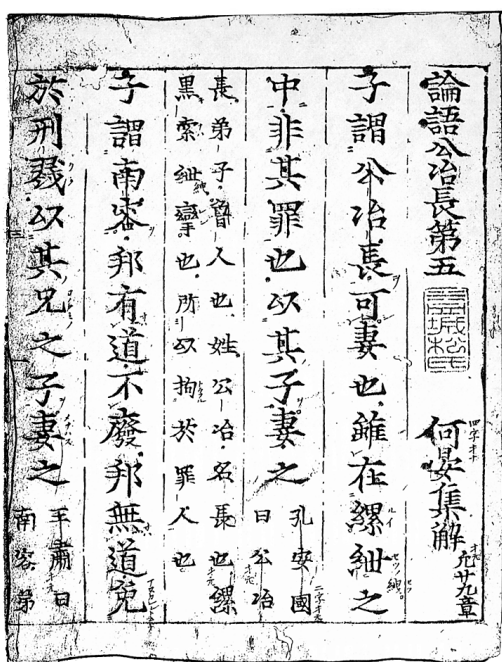 論語公冶長第五 何晏集解 凡廿九章
子謂公冶長可妻也雖在縲紲之
中非其罪也以其子妻之 孔安國曰公冶
長弟子魯人也姓公冶名長也縲
黒索紲攣也所以拘於罪人也
子謂南容邦有道不廢邦無道免
於刑戮以其兄之子妻之 王肅曰南容弟